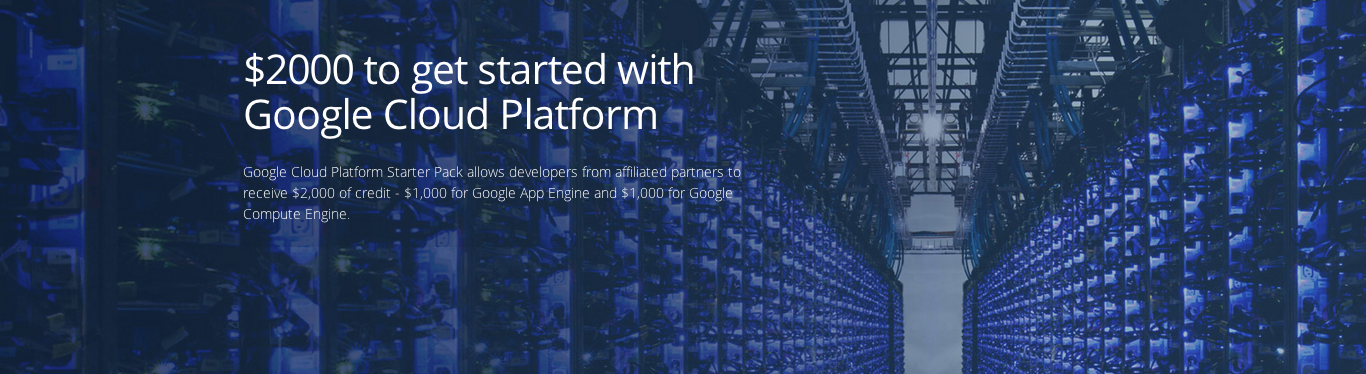 $2000 to get started with
Google Cloud Platform
Google Cloud Platform Starter Pack allows developers from affiliated partners to
receive $2,000 of credit - $1,000 for Google App Engine and $1,000 for Google
Compute Engine.